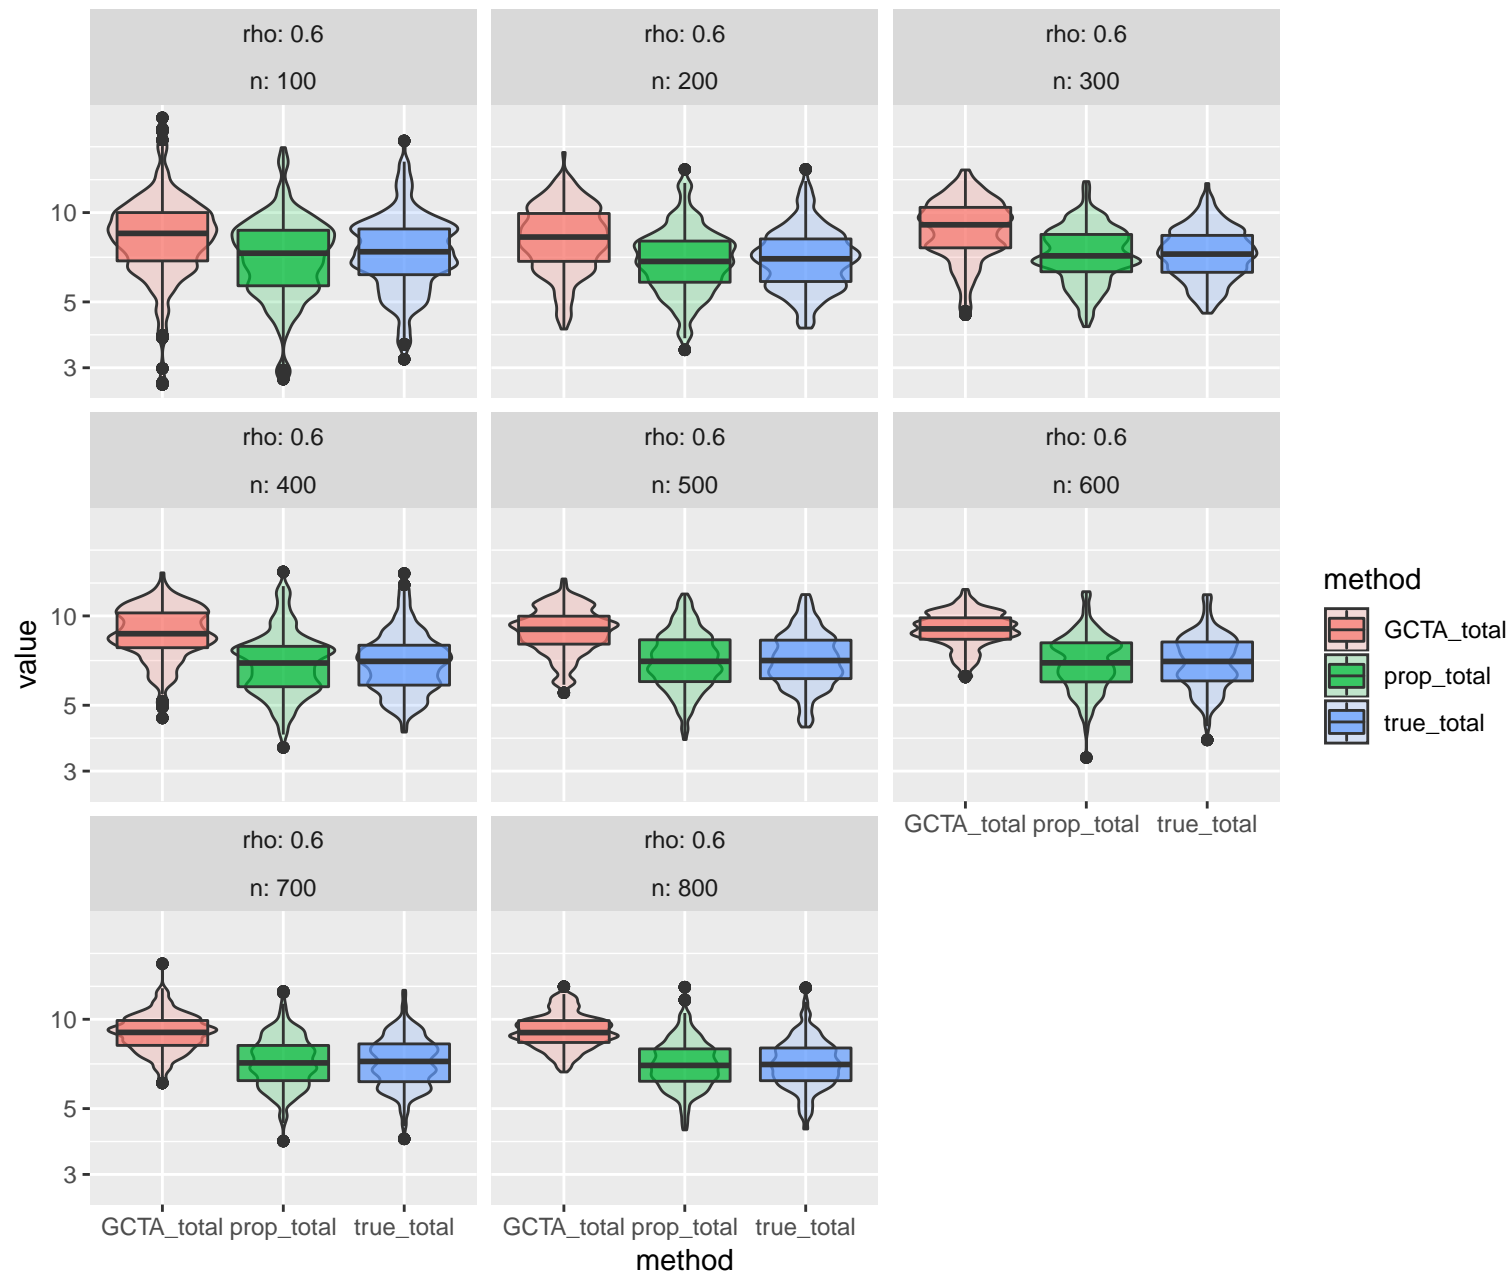 rho: 0.6
rho: 0.6
rho: 0.6
n: 100
n: 200
n: 300
10
5
3
rho: 0.6
rho: 0.6
rho: 0.6
n: 400
n: 500
n: 600
10
5
3
GCTA_total prop_total true_total
rho: 0.6
rho: 0.6
n: 700
n: 800
10
5
3
GCTA_total prop_total true_total
GCTA_total prop_total true_total
method
value
method
GCTA_total
prop_total
true_total